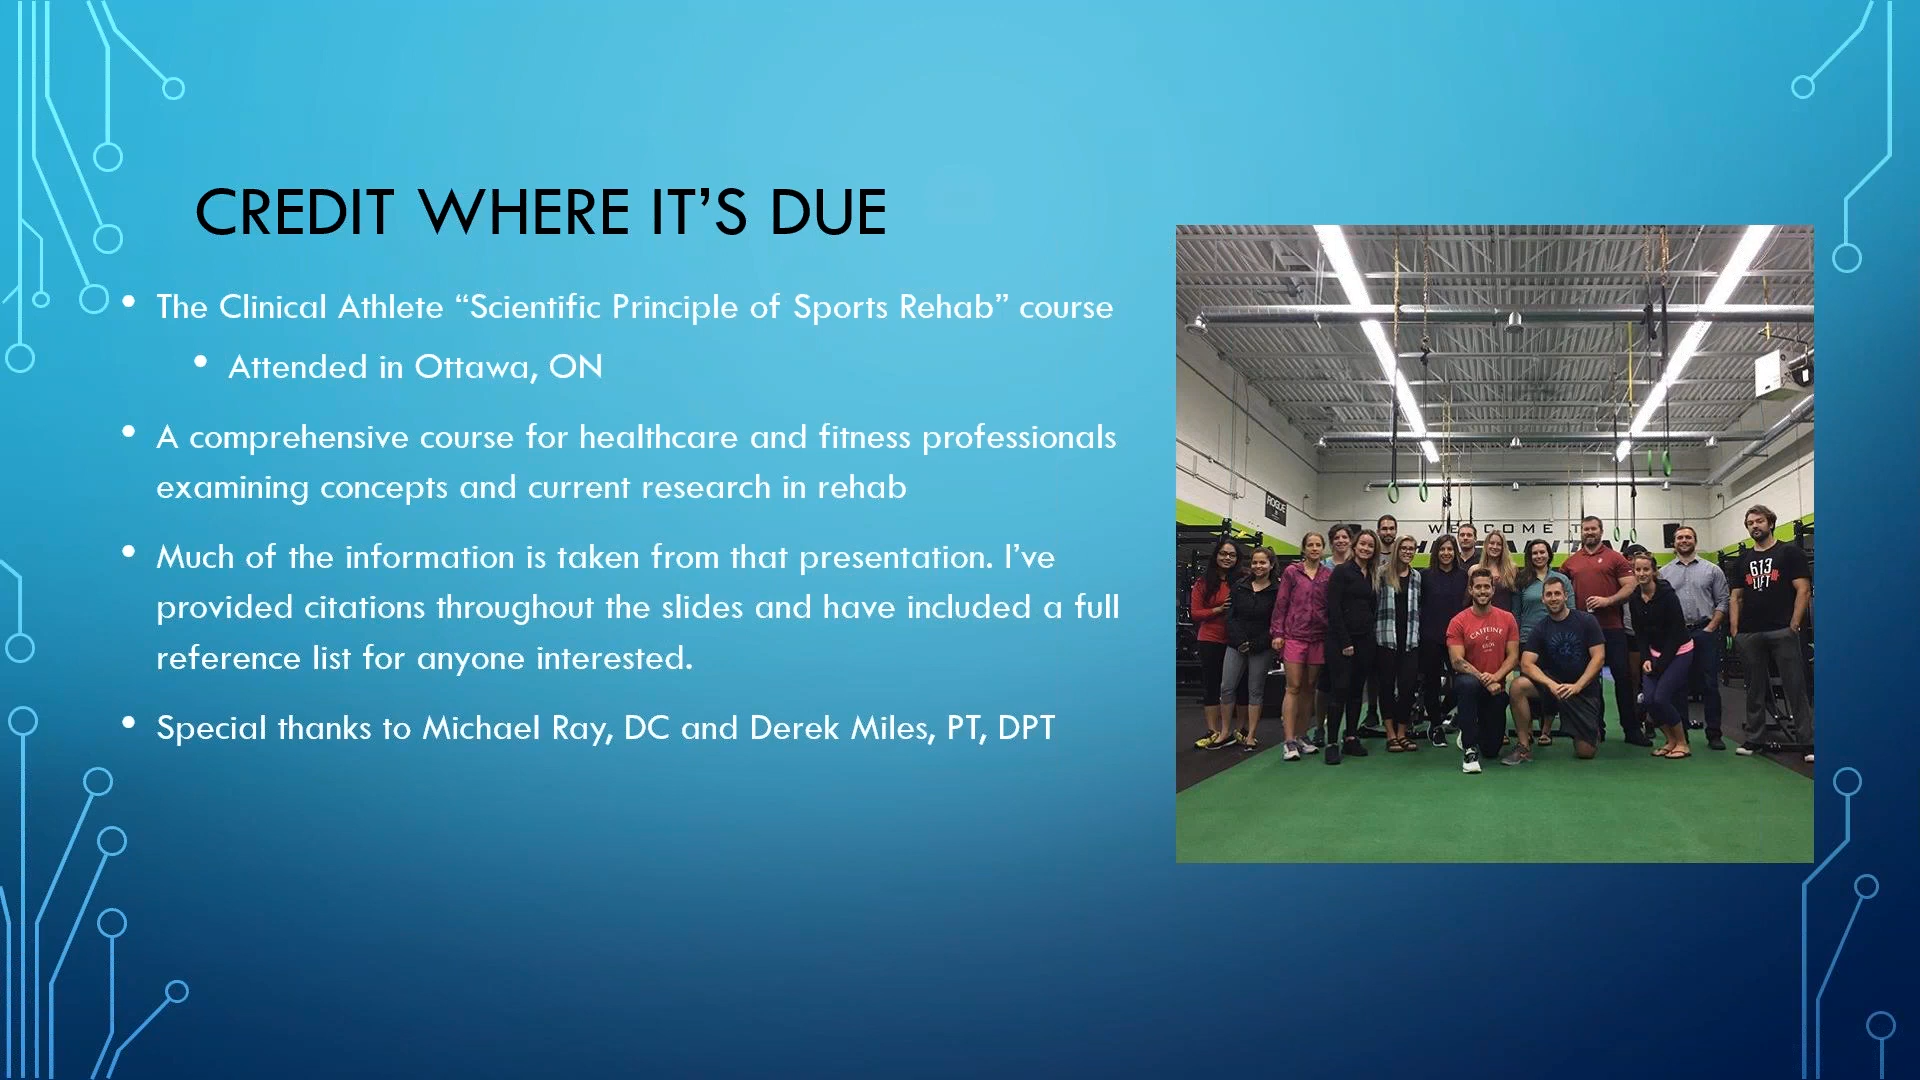 CREDIT WHERE IT’S DUE
• The Clinical Athlete “Scientific Principle of Sports Rehab” course
• Attended in Ottawa, ON
• A comprehensive course for healthcare and fitness professionals
examining concepts and current research in rehab
• Much of the information is taken from that presentation. I’ve
provided citations throughout the slides and have included a full
reference list for anyone interested.
• Special thanks to Michael Ray, DC and Derek Miles, PT, DPT
ROGUE
WELCOME T
613
LIFT
CAFFEINE